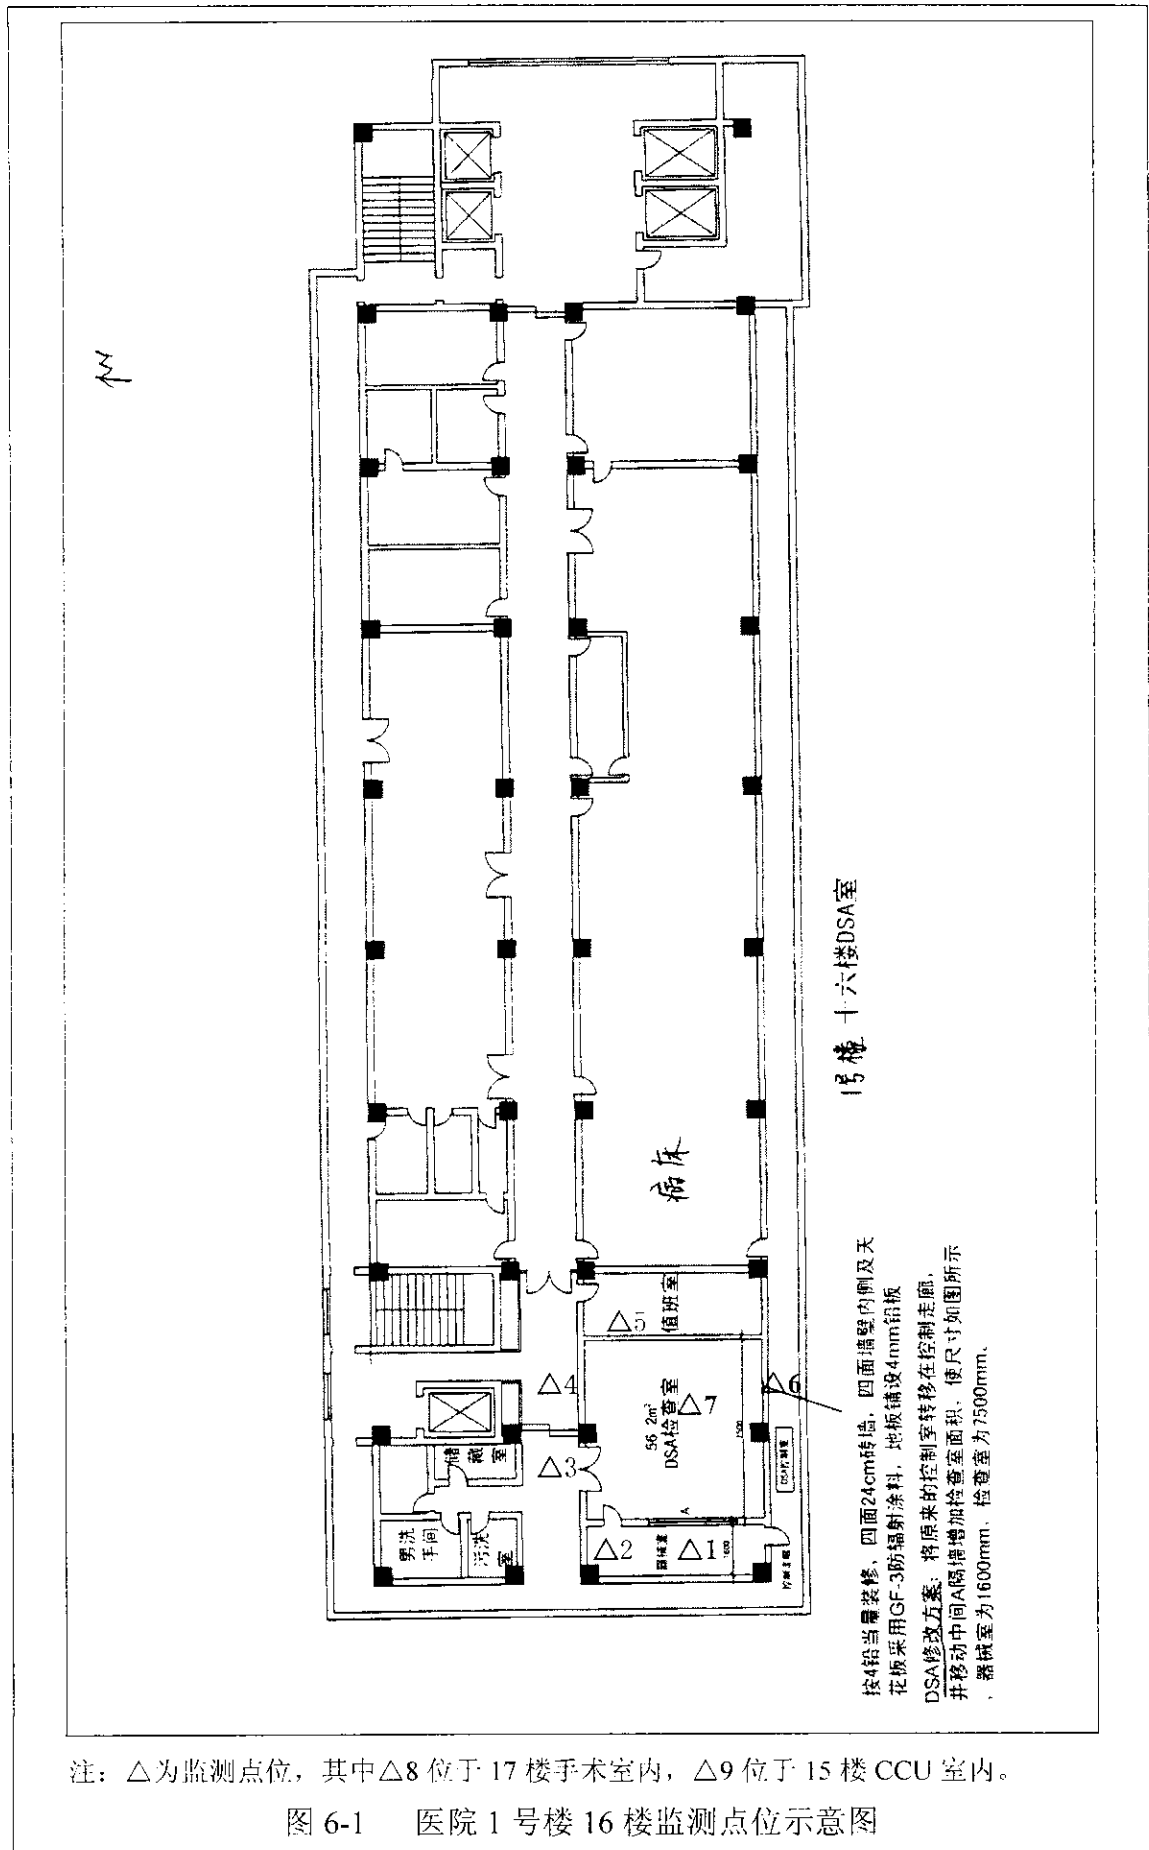 N
1号楼 十六楼DSA室
病床
值班室
△5
△4
△6
56 2m²
DSA检查室
△7
7500
储藏室
△3
DSA控制室
A
男洗手间
污洗室
△2
器械室
△1
1600
控制走廊
按4铅当量装修，四面24cm砖墙，四面墙壁内侧及天
花板采用GF-3防辐射涂料，地板铺设4mm铅板
DSA修改方案：将原来的控制室转移在控制走廊，
并移动中间A隔墙增加检查室面积，使尺寸如图所示
，器械室为1600mm，检查室为7500mm。
注：△为监测点位，其中△8 位于 17 楼手术室内，△9 位于 15 楼 CCU 室内。
图 6-1 医院 1 号楼 16 楼监测点位示意图